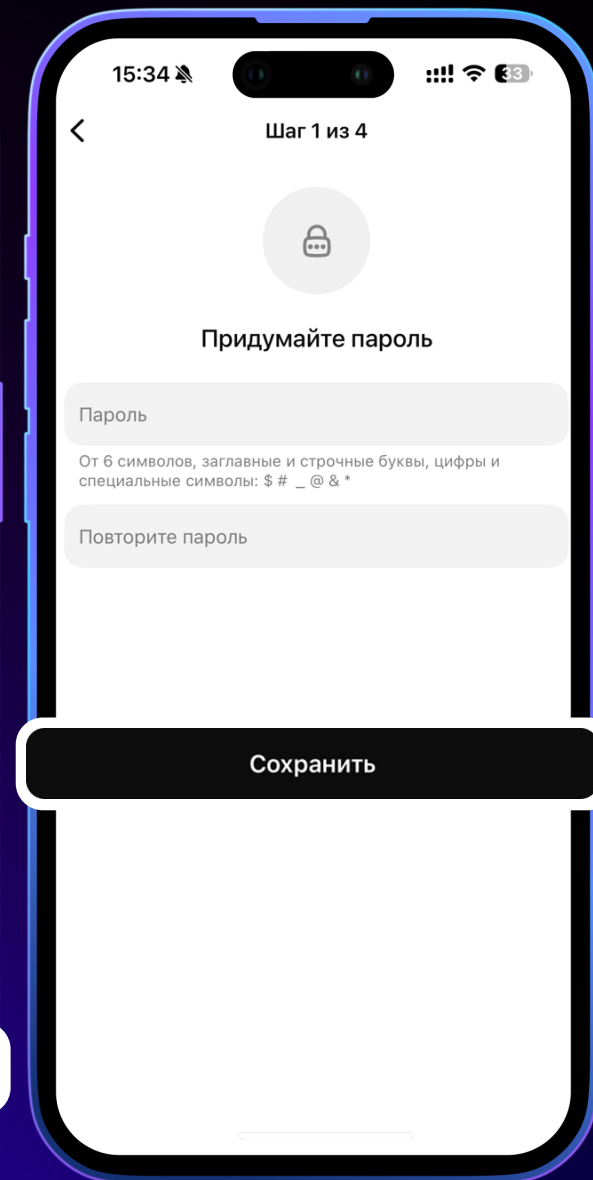 15:34
33
Шаг 1 из 4
Придумайте пароль
Пароль
От 6 символов, заглавные и строчные буквы, цифры и
специальные символы: $ # _ @ & *
Повторите пароль
Сохранить